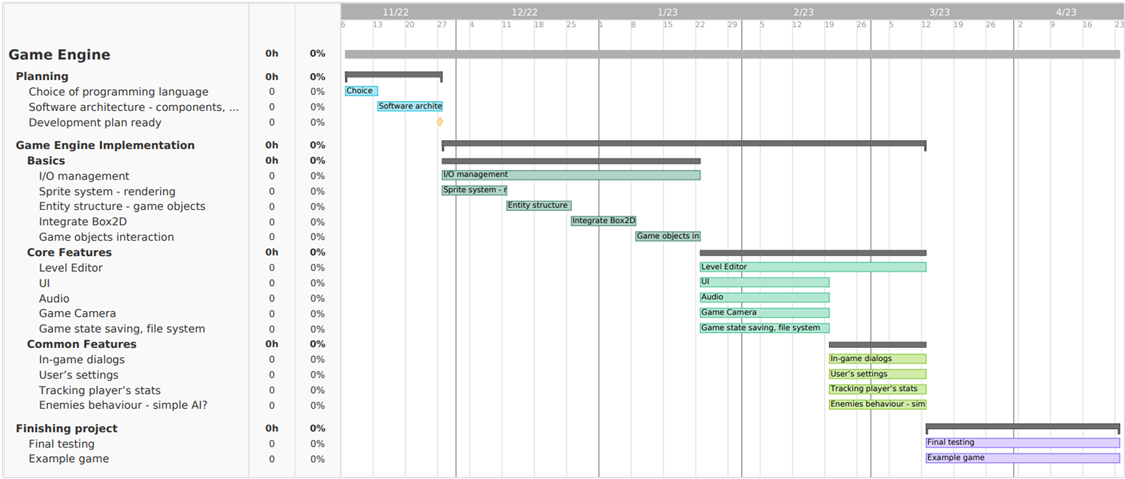 11/22 12/22 1/23 2/23 3/23 4/23
6 13 20 27 4 11 18 25 1 8 15 22 29 5 12 19 26 5 12 19 26 2 9 16 23
Game Engine 0h 0%
Planning 0h 0%
Choice of programming language 0 0% Choice
Software architecture - components, ... 0 0% Software archite
Development plan ready 0 0%
Game Engine Implementation 0h 0%
Basics 0h 0%
I/O management 0 0% I/O management
Sprite system - rendering 0 0% Sprite system - r
Entity structure - game objects 0 0% Entity structure
Integrate Box2D 0 0% Integrate Box2D
Game objects interaction 0 0% Game objects in
Core Features 0h 0%
Level Editor 0 0% Level Editor
UI 0 0% UI
Audio 0 0% Audio
Game Camera 0 0% Game Camera
Game state saving, file system 0 0% Game state saving, file system
Common Features 0h 0%
In-game dialogs 0 0% In-game dialogs
User's settings 0 0% User's settings
Tracking player's stats 0 0% Tracking player's stats
Enemies behaviour - simple AI? 0 0% Enemies behaviour - sim
Finishing project 0h 0%
Final testing 0 0% Final testing
Example game 0 0% Example game